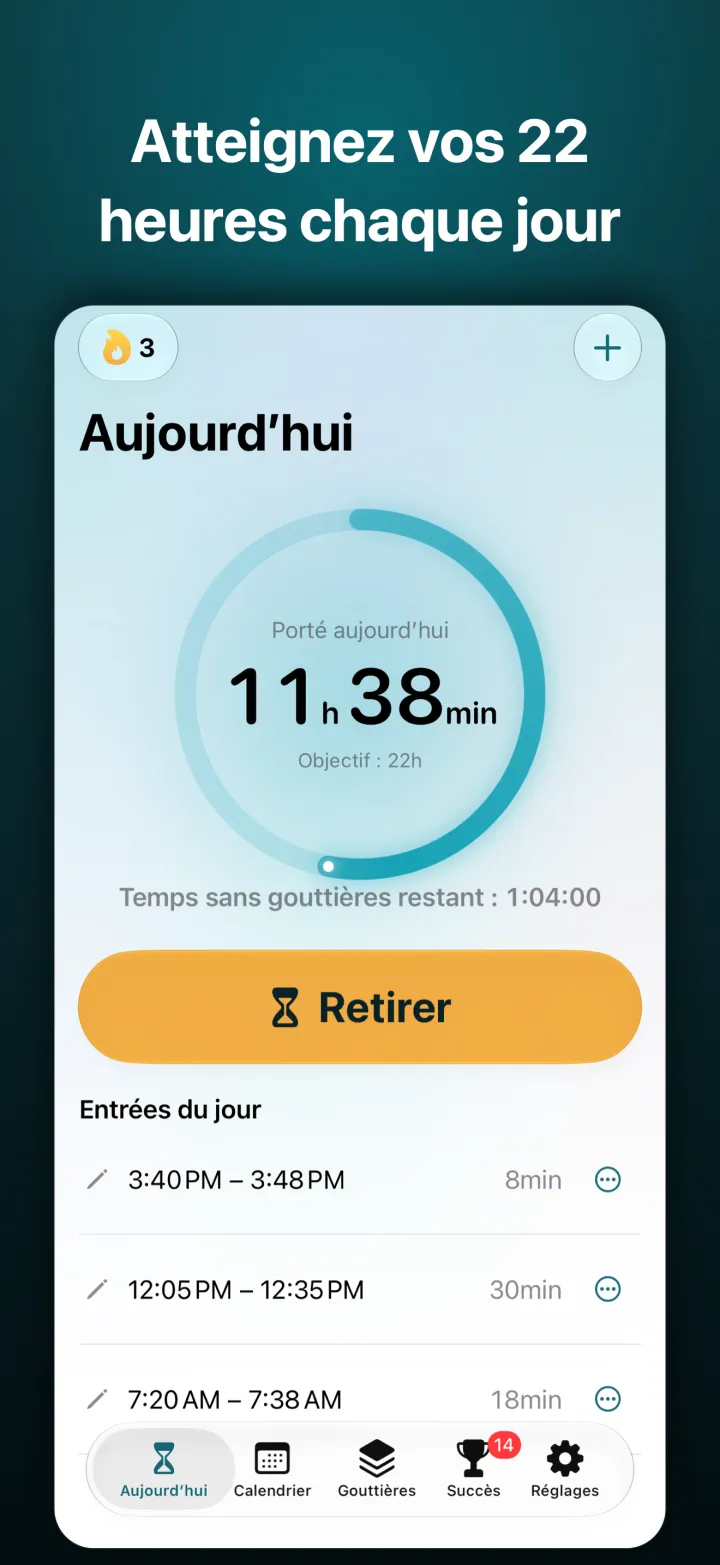 Atteignez vos 22
heures chaque jour
3
Aujourd’hui
Porté aujourd’hui
11h 38min
Objectif : 22h
Temps sans gouttières restant : 1:04:00
Retirer
Entrées du jour
3:40 PM – 3:48 PM 8min
12:05 PM – 12:35 PM 30min
7:20 AM – 7:38 AM 18min
14
Aujourd’hui Calendrier Gouttières Succès Réglages